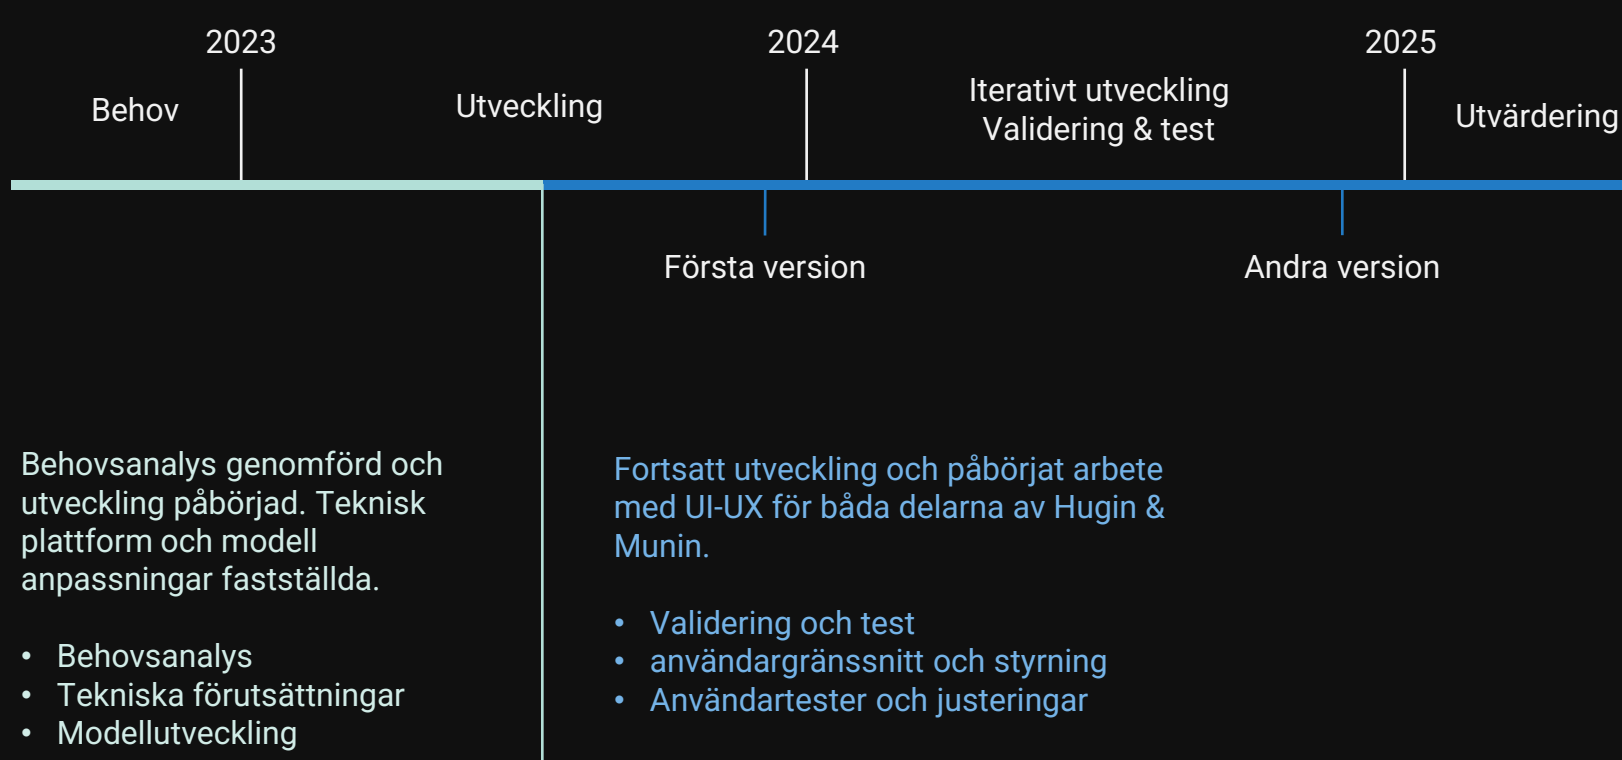 2023
2024
2025
Behov
Utveckling
Iterativt utveckling
Validering & test
Utvärdering
Första version
Andra version
Behovsanalys genomförd och
utveckling påbörjad. Teknisk
plattform och modell
anpassningar fastställda.
• Behovsanalys
• Tekniska förutsättningar
• Modellutveckling
Fortsatt utveckling och påbörjat arbete
med UI-UX för båda delarna av Hugin &
Munin.
• Validering och test
• användargränssnitt och styrning
• Användartester och justeringar